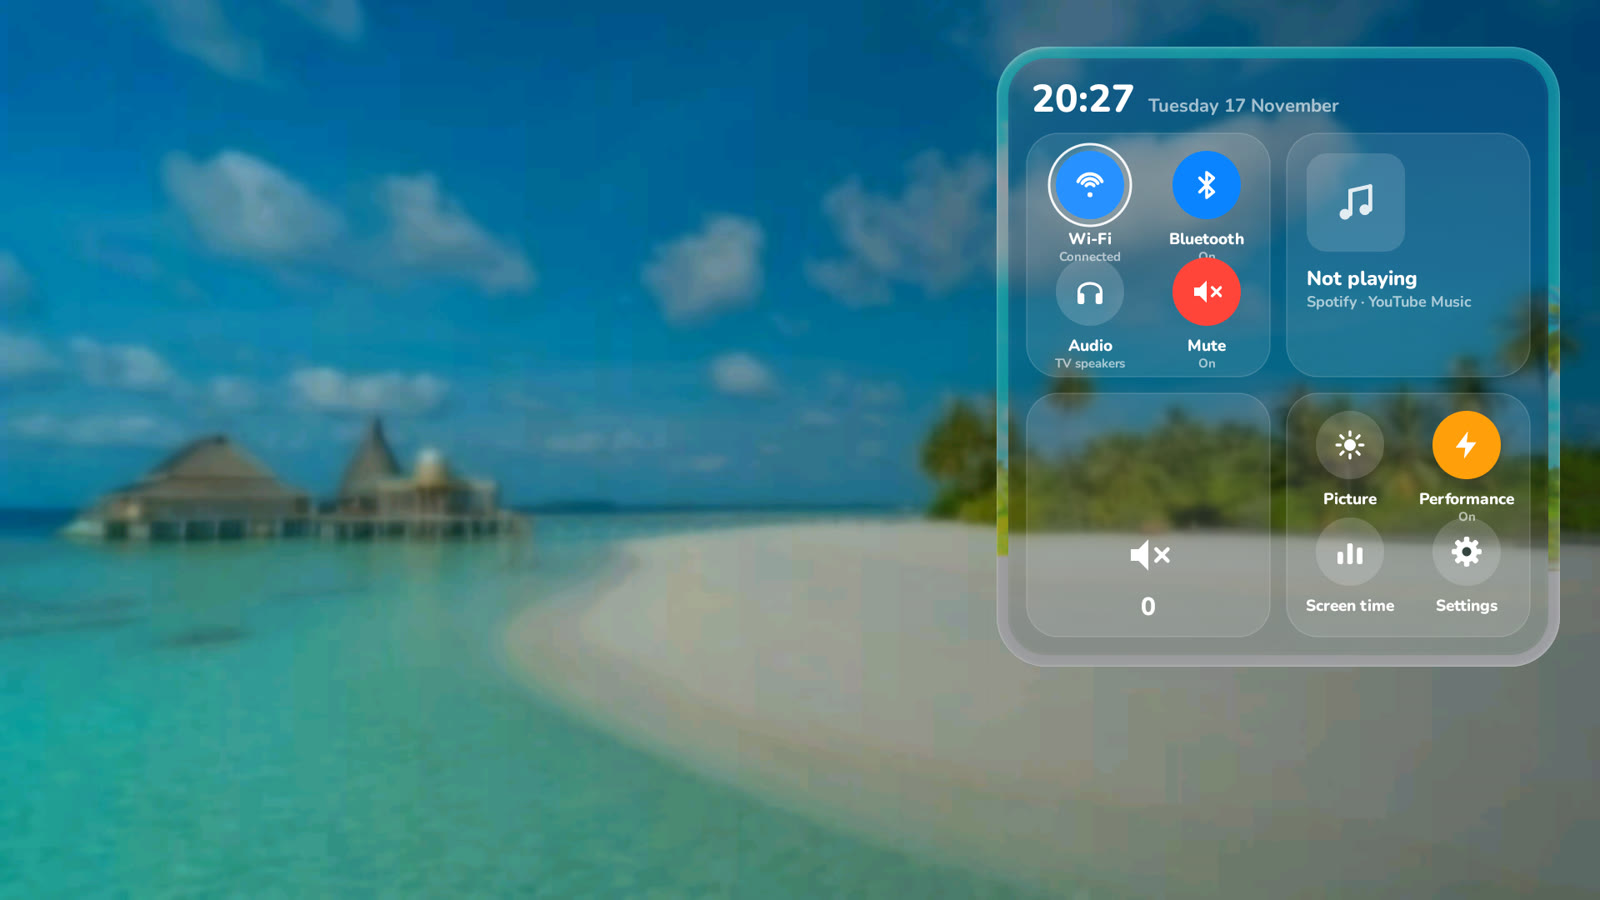 20:27 Tuesday 17 November
Wi-Fi
Connected
Bluetooth
On
Audio
TV speakers
Mute
On
Not playing
Spotify · YouTube Music
0
Picture
Performance
On
Screen time
Settings